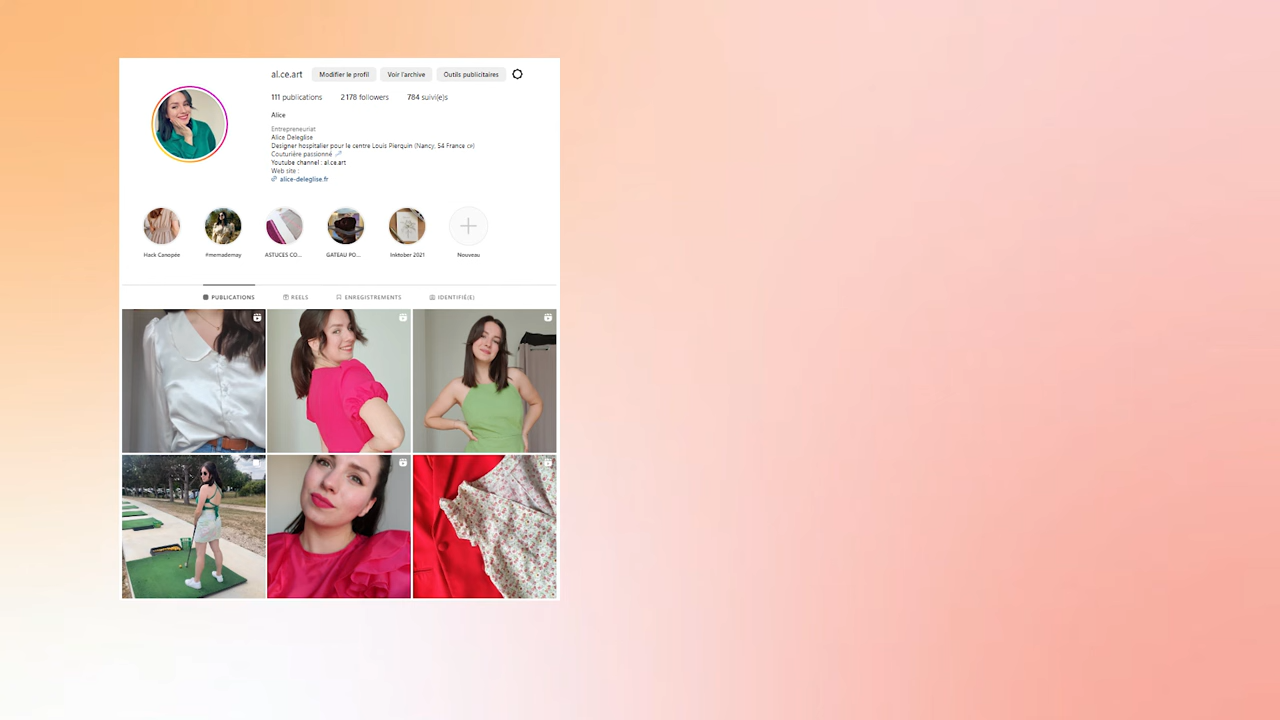 al.ce.art Modifier le profil Voir l'archive Outils publicitaires
111 publications 2 178 followers 784 suivi(e)s
Alice
Entrepreneuriat
Alice Deleglise
Designer hospitalier pour le centre Louis Pierquin (Nancy, 54 France
Couturière passionné
Youtube channel : al.ce.art
Web site :
alice-deleglise.fr
Hack Canopée #memademay ASTUCES CO... GATEAU PO... Inktober 2021 Nouveau
PUBLICATIONS REELS ENREGISTREMENTS IDENTIFIÉ(E)